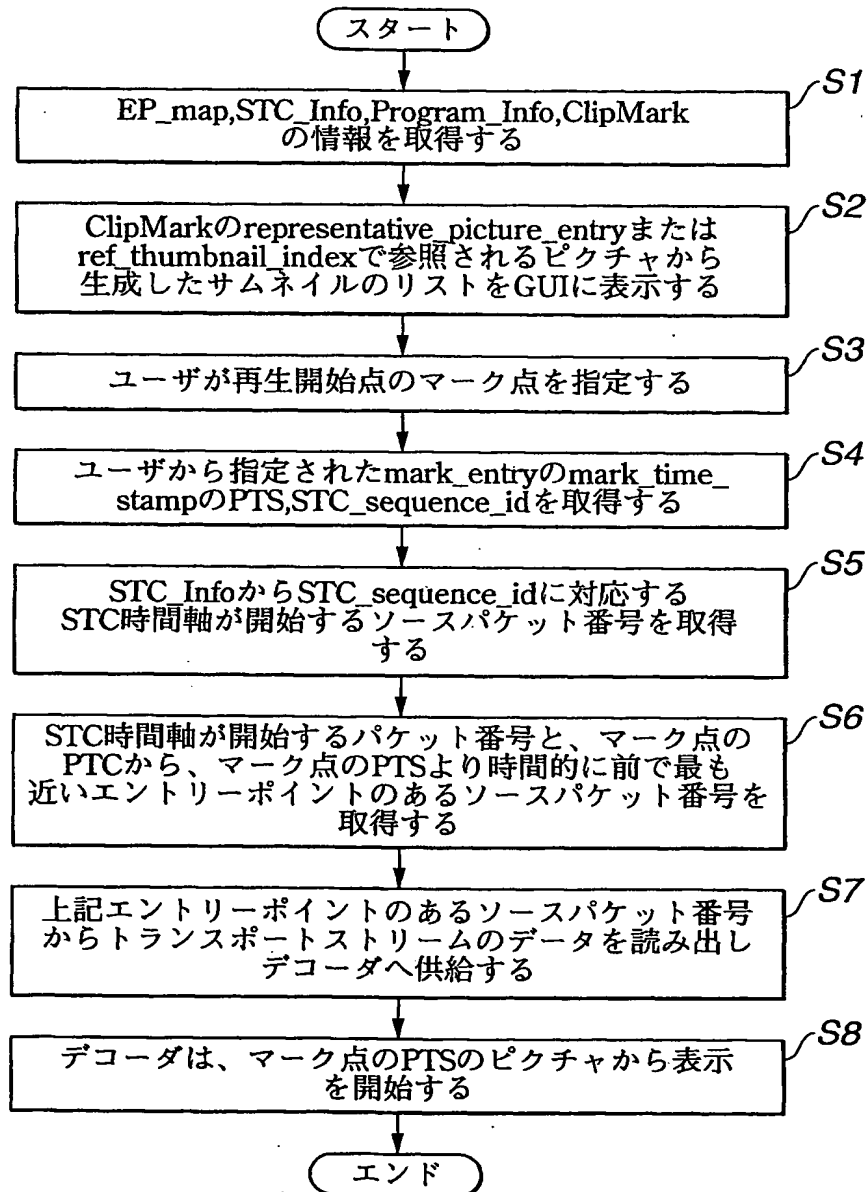 スタート
S1
EP_map,STC_Info,Program_Info,ClipMark
の情報を取得する
S2
ClipMarkのrepresentative_picture_entryまたは
ref_thumbnail_indexで参照されるピクチャから
生成したサムネイルのリストをGUIに表示する
S3
ユーザが再生開始点のマーク点を指定する
S4
ユーザから指定されたmark_entryのmark_time_
stampのPTS,STC_sequence_idを取得する
S5
STC_InfoからSTC_sequence_idに対応する
STC時間軸が開始するソースパケット番号を取得
する
S6
STC時間軸が開始するパケット番号と、マーク点の
PTCから、マーク点のPTSより時間的に前で最も
近いエントリーポイントのあるソースパケット番号を
取得する
S7
上記エントリーポイントのあるソースパケット番号
からトランスポートストリームのデータを読み出し
デコーダへ供給する
S8
デコーダは、マーク点のPTSのピクチャから表示
を開始する
エンド